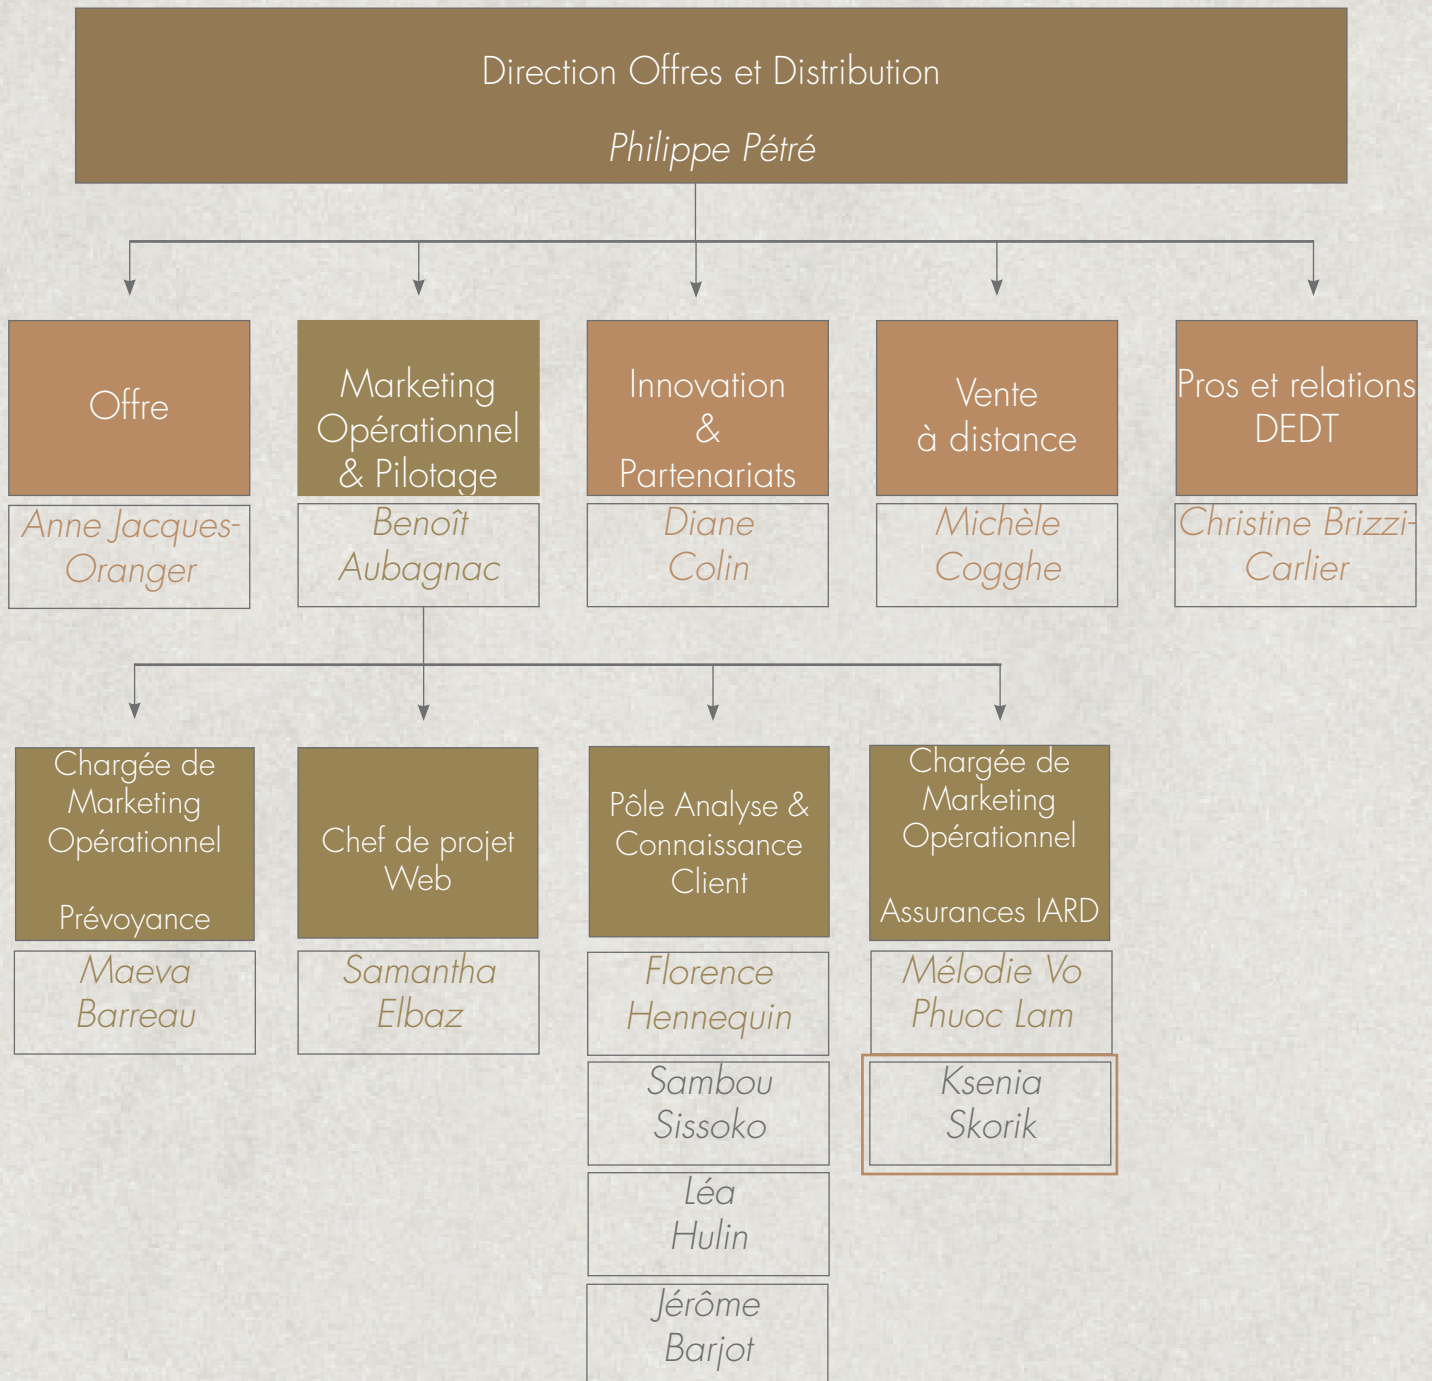 Direction Offres et Distribution
Philippe Pétré
Offre
Anne Jacques-
Oranger
Marketing
Opérationnel
& Pilotage
Benoît
Aubagnac
Innovation
&
Partenariats
Diane
Colin
Vente
à distance
Michèle
Cogghe
Pros et relations
DEDT
Christine Brizzi-
Carlier
Chargée de
Marketing
Opérationnel
Prévoyance
Maeva
Barreau
Chef de projet
Web
Samantha
Elbaz
Pôle Analyse &
Connaissance
Client
Florence
Hennequin
Sambou
Sissoko
Léa
Hulin
Jérôme
Barjot
Chargée de
Marketing
Opérationnel
Assurances IARD
Mélodie Vo
Phuoc Lam
Ksenia
Skorik